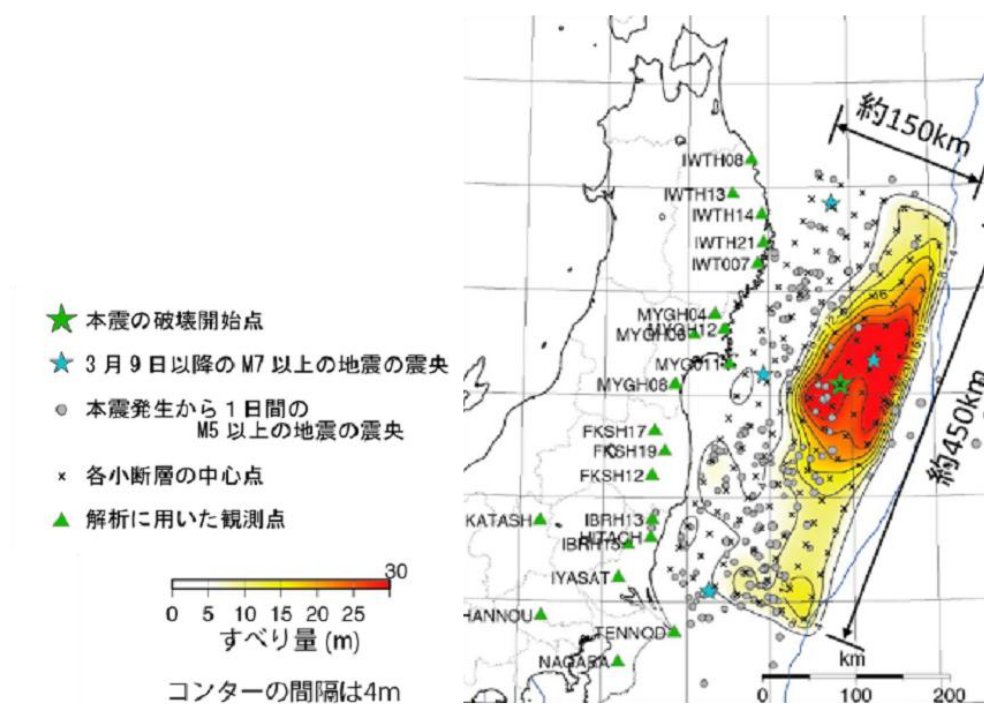 本震の破壊開始点
3月9日以降のM7以上の地震の震央
本震発生から1日間の
M5以上の地震の震央
各小断層の中心点
解析に用いた観測点
30
0 5 10 15 20 25
すべり量 (m)
コンターの間隔は4m
約150km
約450km
IWTH08
IWTH13
IWTH14
IWTH21
IWT007
MYGH04
MYGH12
MYGH06
MYG011
MYGH08
FKSH17
FKSH19
FKSH12
KATASH
IBRH13
HITACH
IBRH15
IYASAT
HANNOU
TENNOD
NAGARA
km
0 100 200